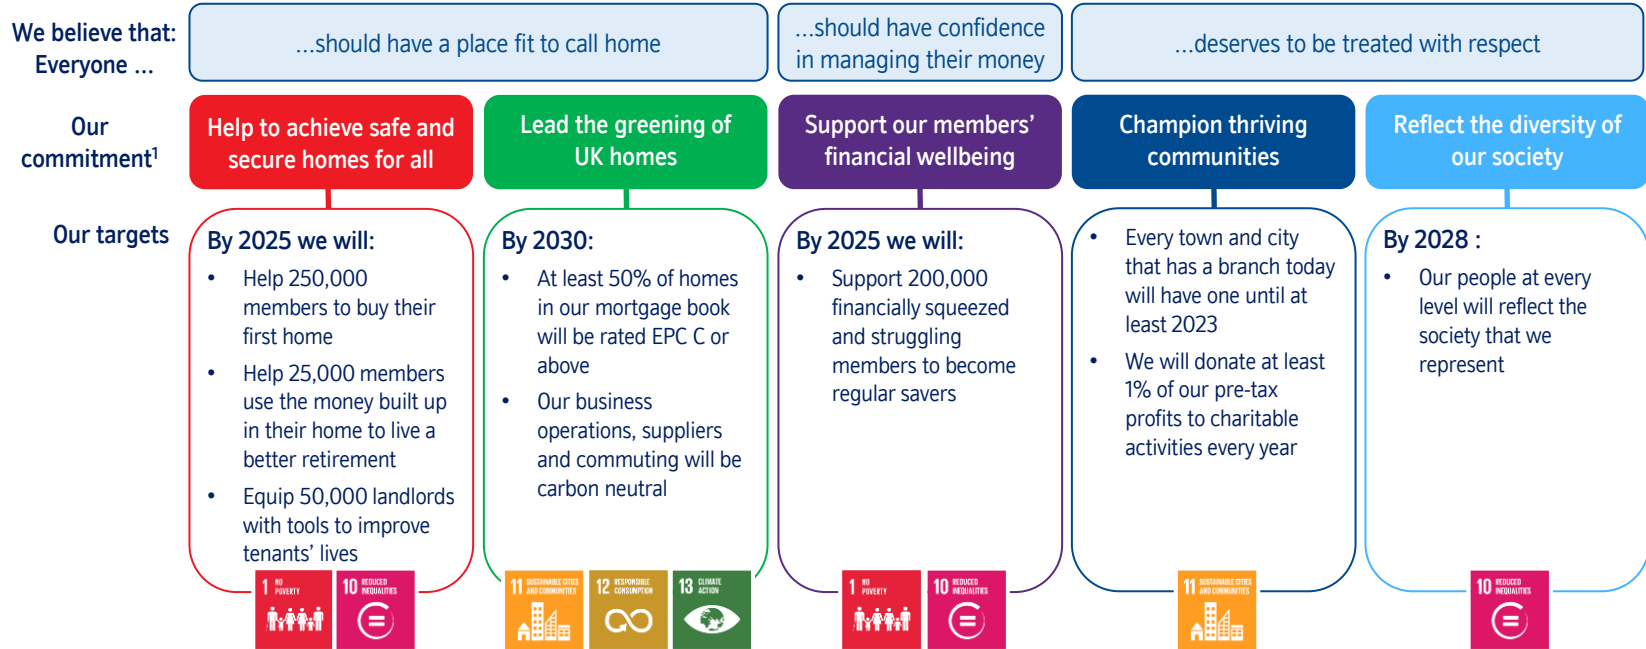 We believe that:
Everyone ...
...should have a place fit to call home
...should have confidence
in managing their money
...deserves to be treated with respect
Our
commitment1
Help to achieve safe and
secure homes for all
Lead the greening of
UK homes
Support our members’
financial wellbeing
Champion thriving
communities
Reflect the diversity of
our society
Our targets
By 2025 we will:
• Help 250,000
members to buy their
first home
• Help 25,000 members
use the money built up
in their home to live a
better retirement
• Equip 50,000 landlords
with tools to improve
tenants’ lives
1 NO
POVERTY
10 REDUCED
INEQUALITIES
By 2030:
• At least 50% of homes
in our mortgage book
will be rated EPC C or
above
• Our business
operations, suppliers
and commuting will be
carbon neutral
11 SUSTAINABLE CITIES
AND COMMUNITIES
12 RESPONSIBLE
CONSUMPTION
13 CLIMATE
ACTION
By 2025 we will:
• Support 200,000
financially squeezed
and struggling
members to become
regular savers
1 NO
POVERTY
10 REDUCED
INEQUALITIES
• Every town and city
that has a branch today
will have one until at
least 2023
• We will donate at least
1% of our pre-tax
profits to charitable
activities every year
11 SUSTAINABLE CITIES
AND COMMUNITIES
By 2028 :
• Our people at every
level will reflect the
society that we
represent
10 REDUCED
INEQUALITIES